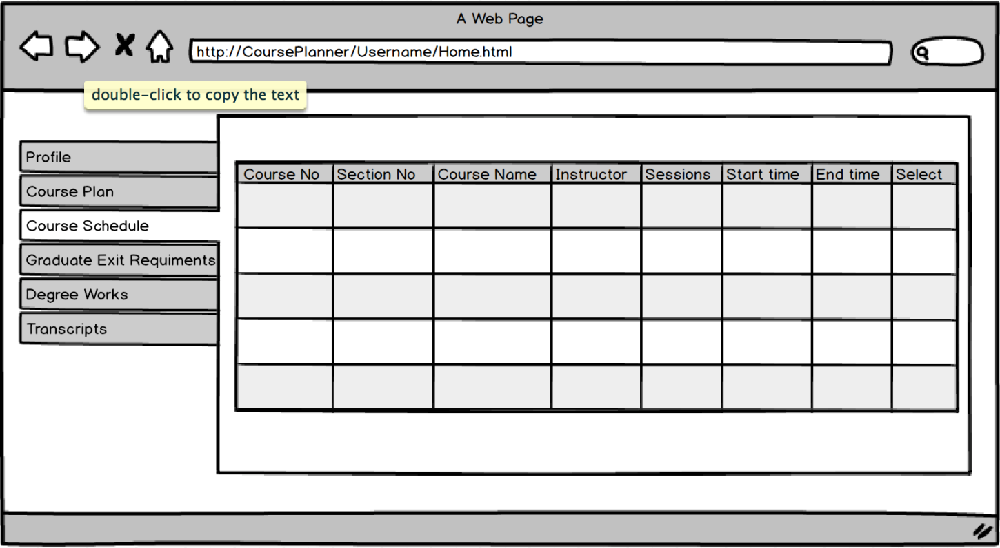 A Web Page
http://CoursePlanner/Username/Home.html
double-click to copy the text
Profile
Course Plan
Course Schedule
Graduate Exit Requiments
Degree Works
Transcripts
Course No Section No Course Name Instructor Sessions Start time End time Select